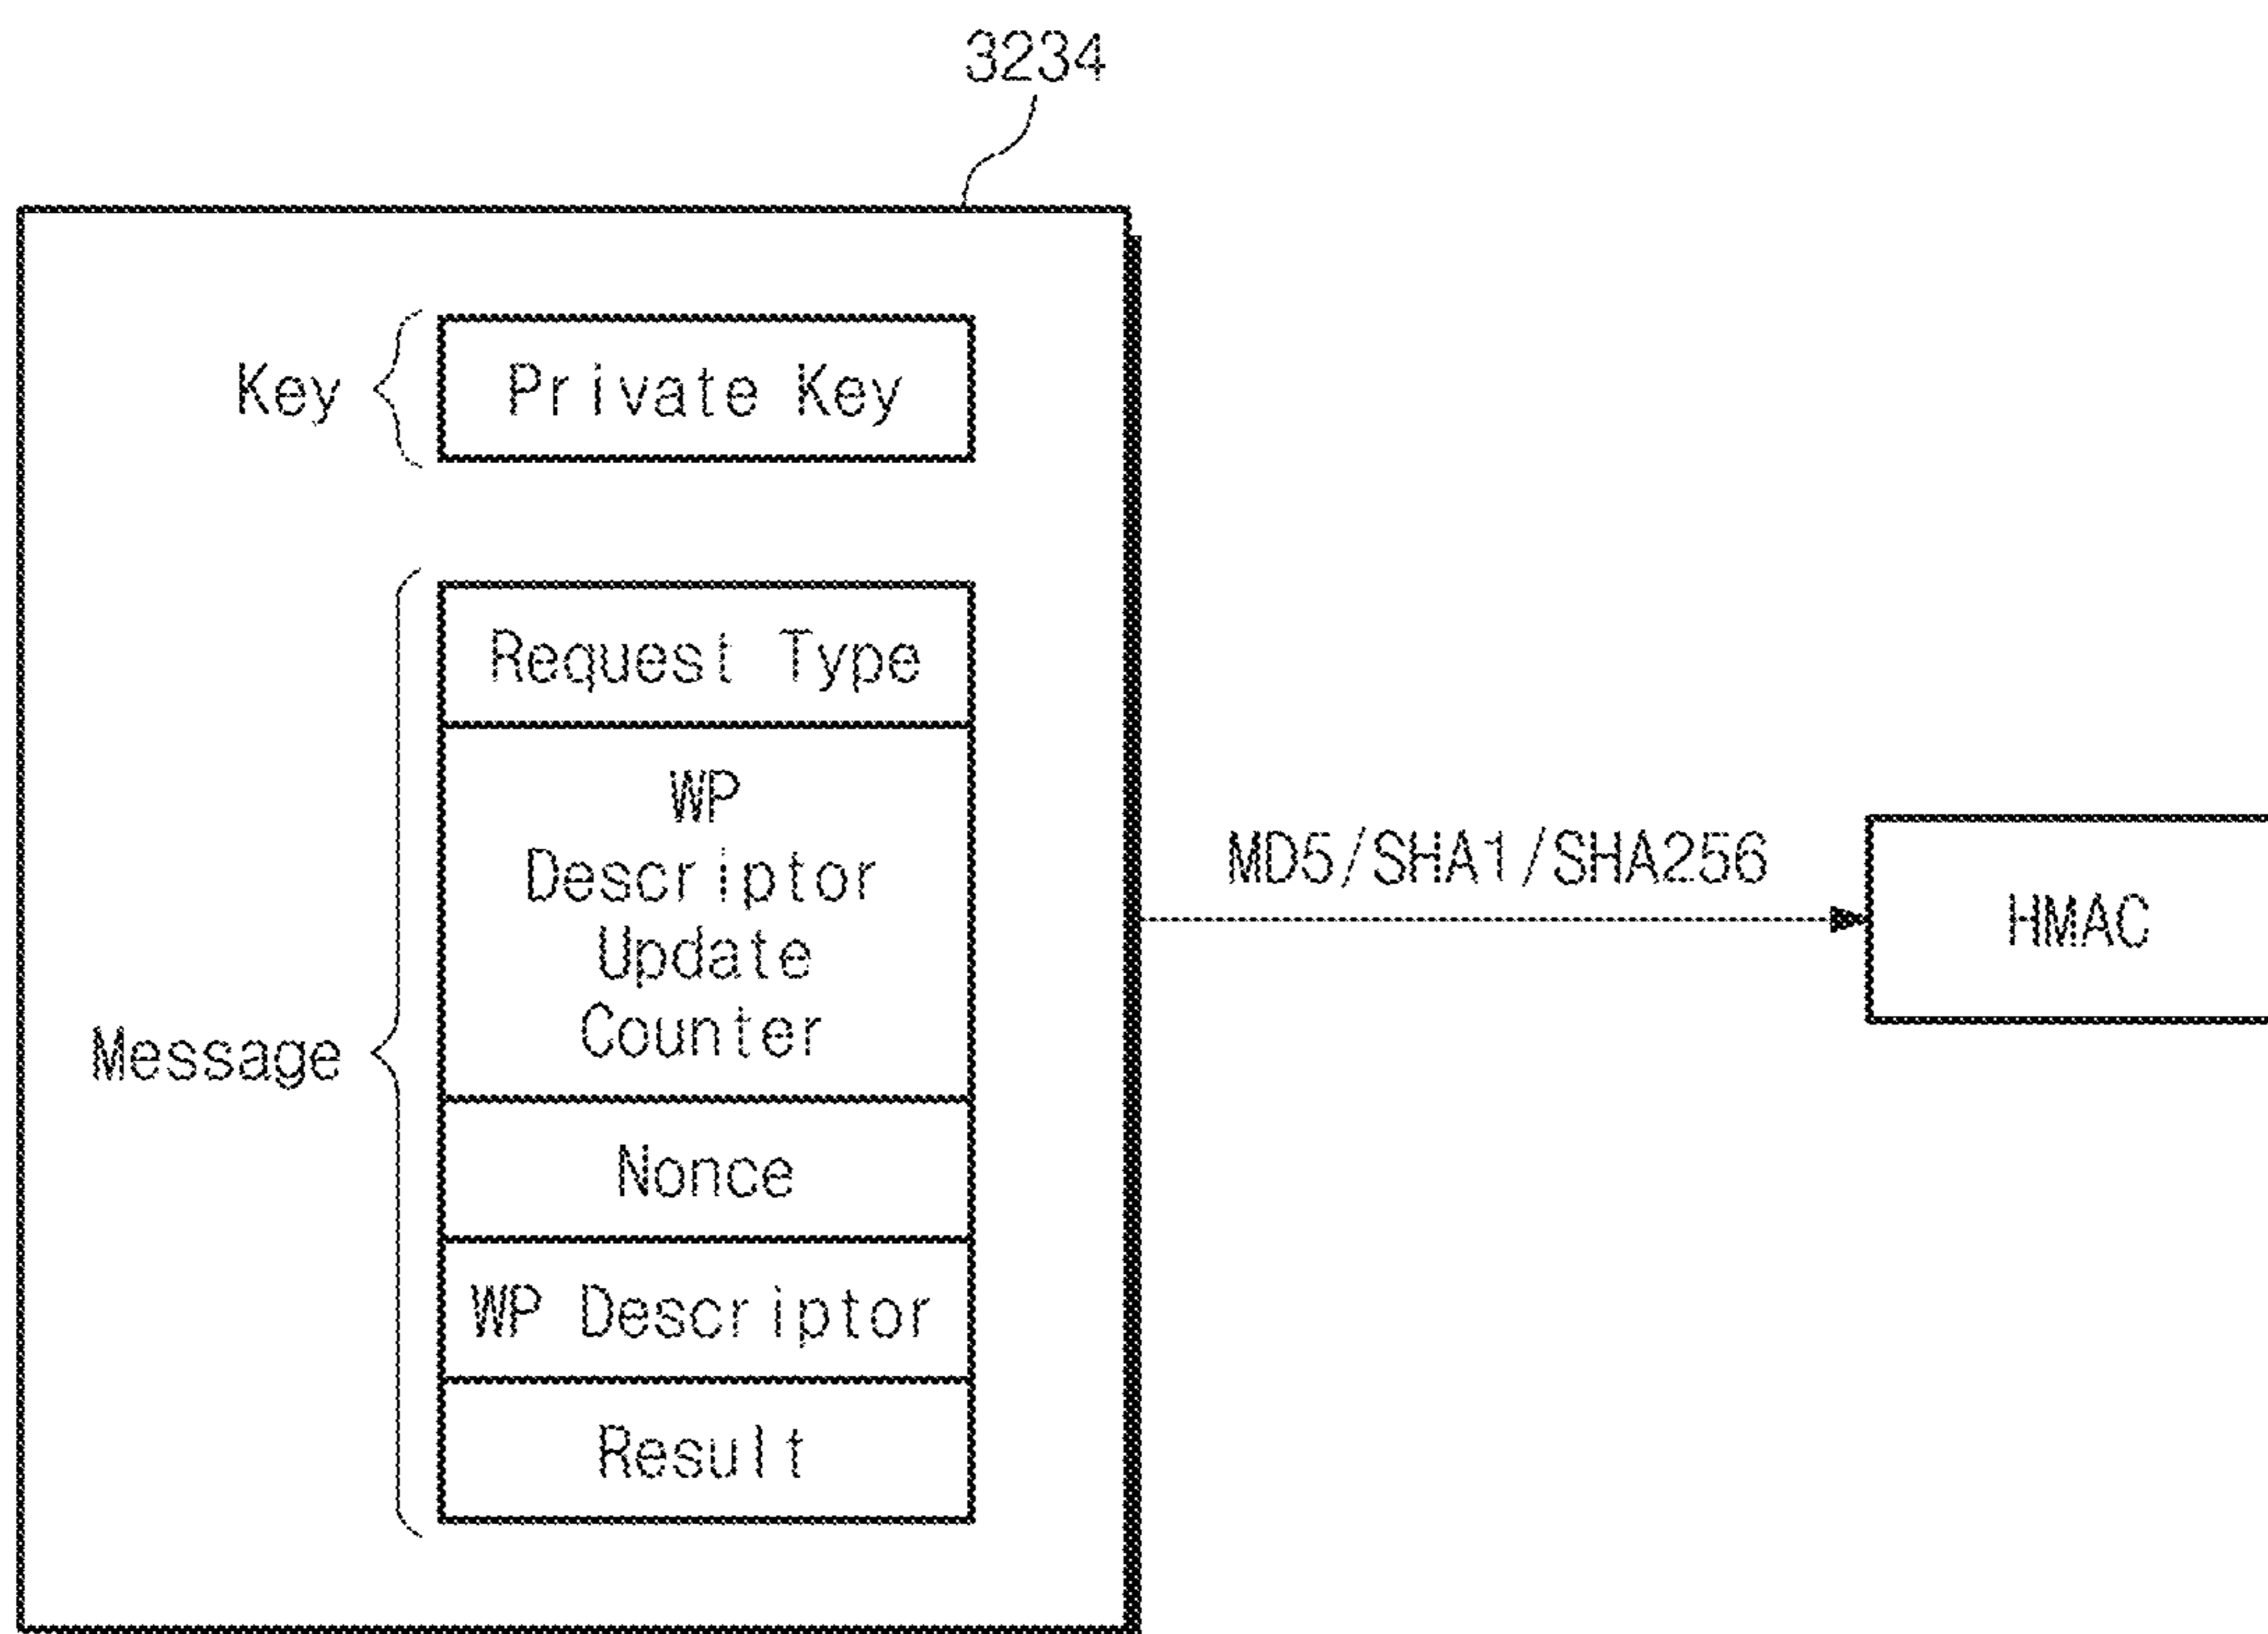 3234
Key
Private Key
Message
Request Type
WP
Descriptor
Update
Counter
Nonce
WP Descriptor
Result
MD5/SHA1/SHA256
HMAC